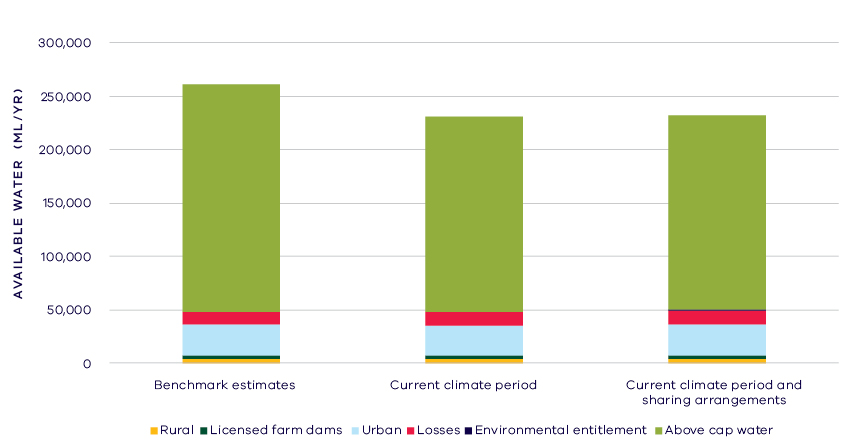 AVAILABLE WATER (ML/YR)
300,000
250,000
200,000
150,000
100,000
50,000
0
Benchmark estimates
Current climate period
Current climate period and
sharing arrangements
Rural Licensed farm dams Urban Losses Environmental entitlement Above cap water